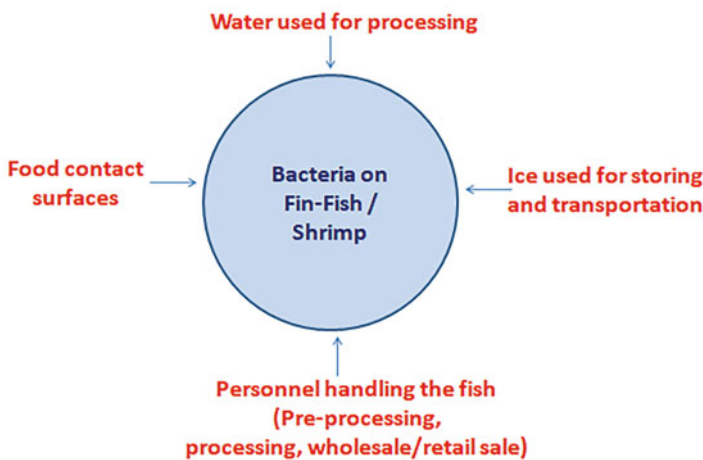 Water used for processing
Food contact
surfaces
Bacteria on
Fin-Fish /
Shrimp
Ice used for storing
and transportation
Personnel handling the fish
(Pre-processing,
processing, wholesale/retail sale)